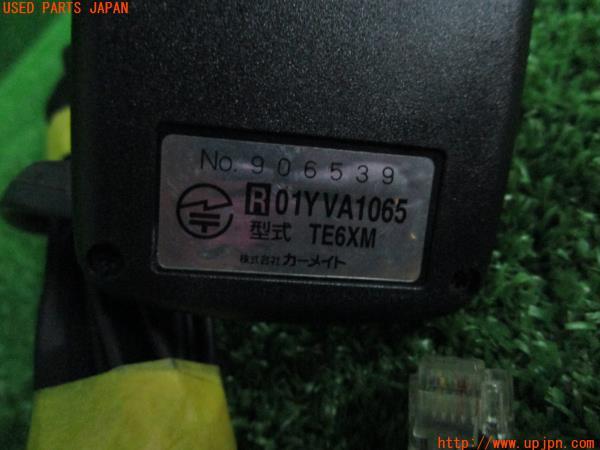 USED PARTS JAPAN
No. 906539
R 01YVA1065
型式 TE6XM
株式会社 カーメイト
http://www.upjpn.com/